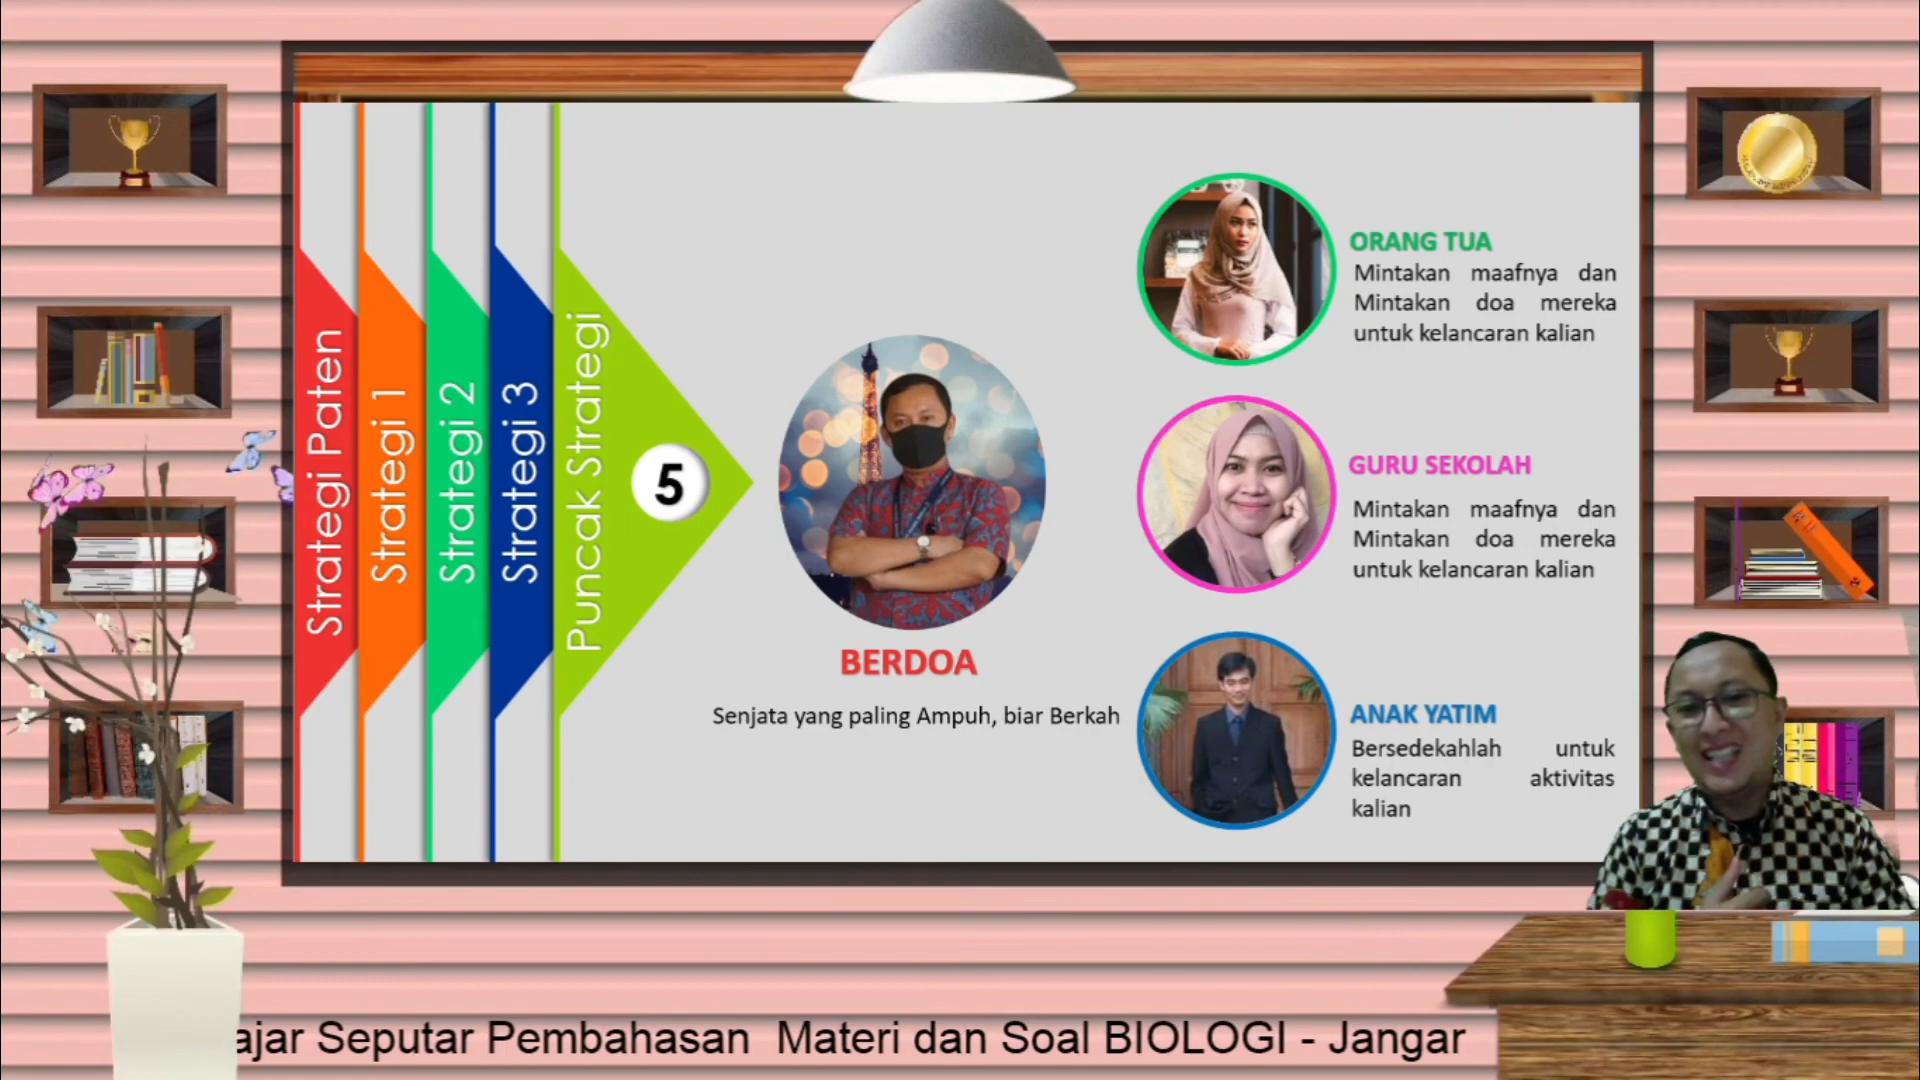 Strategi Paten
Strategi 1
Strategi 2
Strategi 3
Puncak Strategi
5
BERDOA
Senjata yang paling Ampuh, biar Berkah
ORANG TUA
Mintakan maafnya dan
Mintakan doa mereka
untuk kelancaran kalian
GURU SEKOLAH
Mintakan maafnya dan
Mintakan doa mereka
untuk kelancaran kalian
ANAK YATIM
Bersedekahlah untuk
kelancaran aktivitas
kalian
ajar Seputar Pembahasan Materi dan Soal BIOLOGI - Jangar